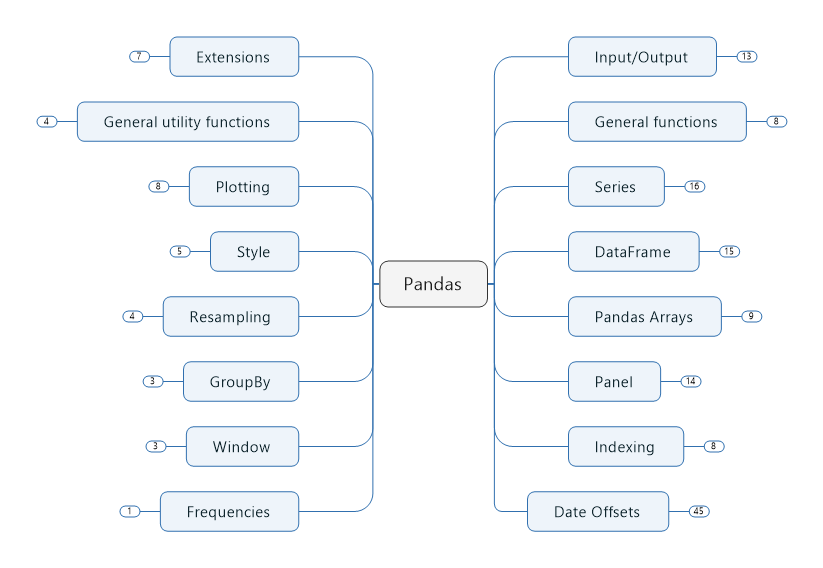 7
Extensions
4
General utility functions
8
Plotting
5
Style
4
Resampling
3
GroupBy
3
Window
1
Frequencies
Pandas
Input/Output
13
General functions
8
Series
16
DataFrame
15
Pandas Arrays
9
Panel
14
Indexing
8
Date Offsets
45